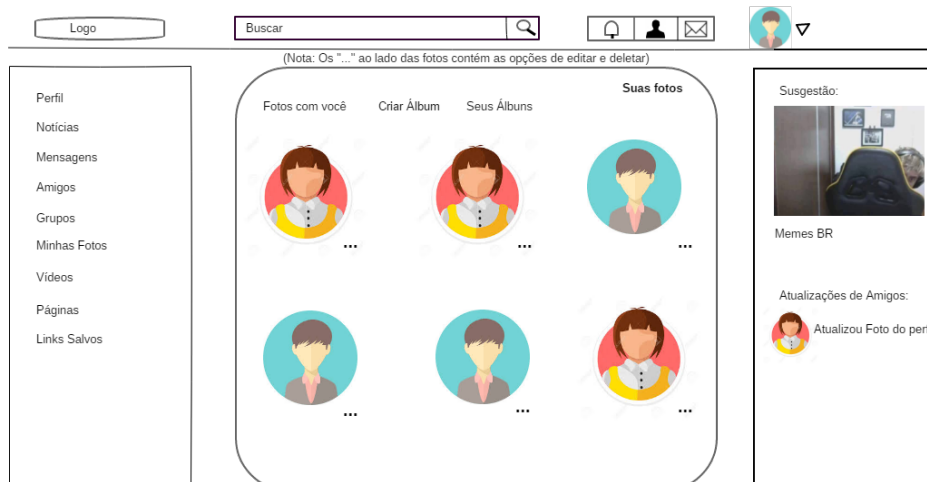 Logo
Buscar
(Nota: Os "..." ao lado das fotos contém as opções de editar e deletar)
Perfil
Notícias
Mensagens
Amigos
Grupos
Minhas Fotos
Vídeos
Páginas
Links Salvos
Suas fotos
Fotos com você Criar Álbum Seus Álbuns
...
...
...
...
...
...
Susgestão:
Memes BR
Atualizações de Amigos:
Atualizou Foto do perf